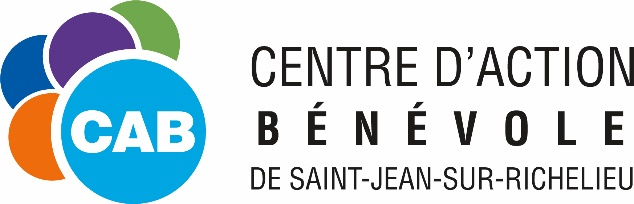 CAB
CENTRE D'ACTION
BÉNÉVOLE
DE SAINT-JEAN-SUR-RICHELIEU